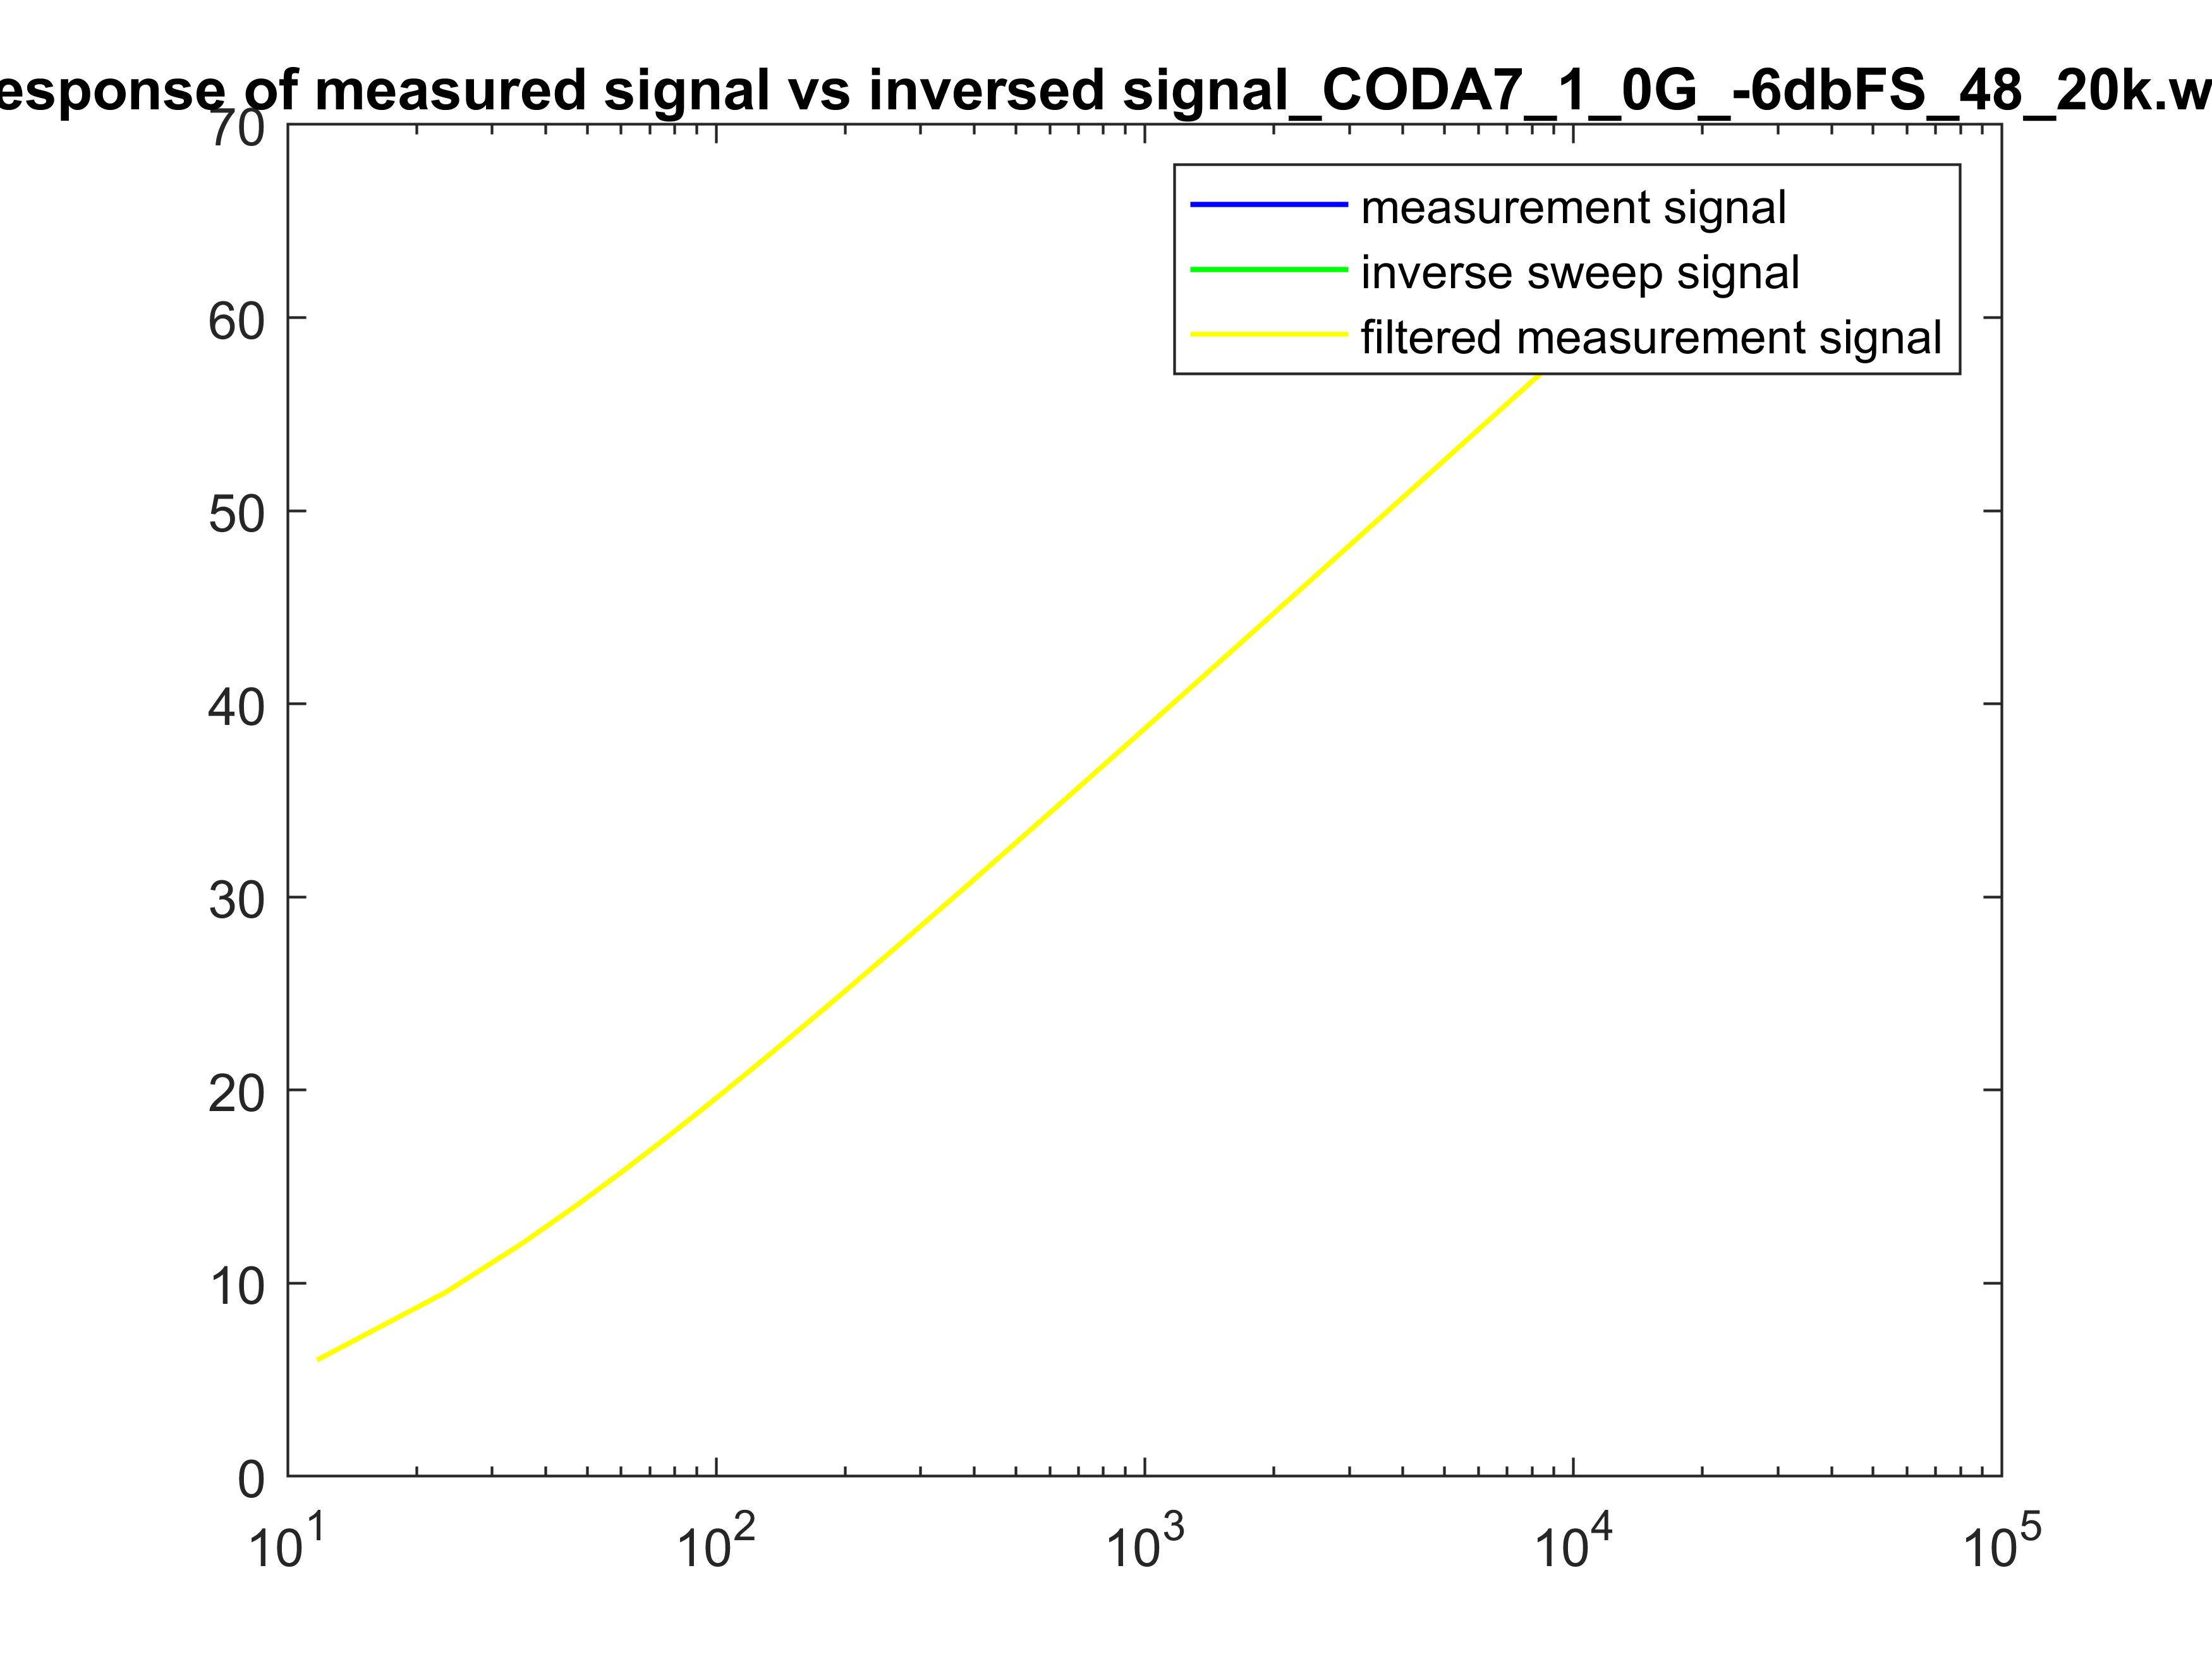 esponse of measured signal vs inversed signal_CODA7_1_0G_-6dbFS_48_20k.w
70
measurement signal
inverse sweep signal
filtered measurement signal
60
50
40
30
20
10
0
10^1 10^2 10^3 10^4 10^5